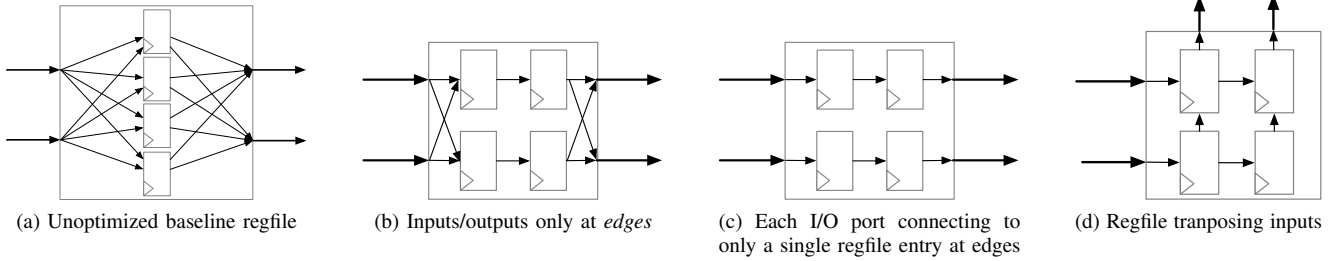 (a) Unoptimized baseline regfile
(b) Inputs/outputs only at edges
(c) Each I/O port connecting to
only a single regfile entry at edges
(d) Regfile tranposing inputs